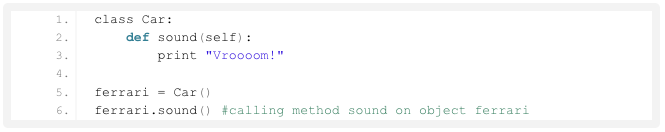 1. class Car:
2.     def sound(self):
3.         print "Vroooom!"
4.
5. ferrari = Car()
6. ferrari.sound() #calling method sound on object ferrari